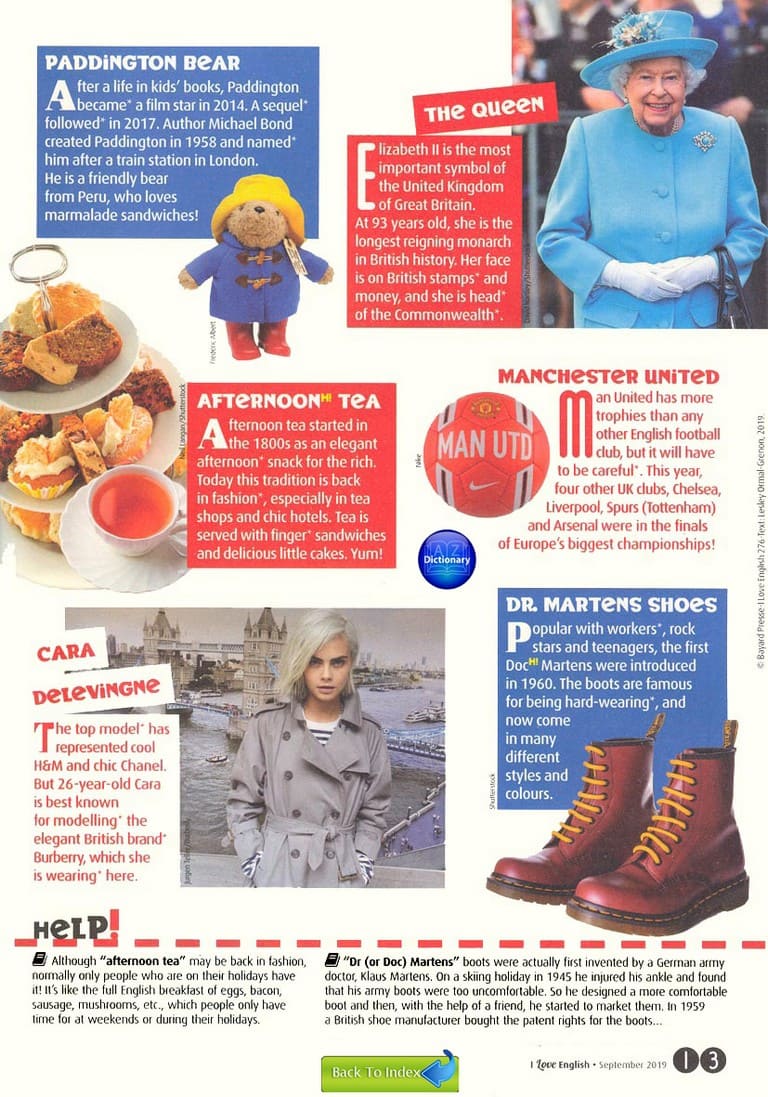 PADDINGTON BEAR
After a life in kids' books, Paddington
became* a film star in 2014. A sequel*
followed* in 2017. Author Michael Bond
created Paddington in 1958 and named*
him after a train station in London.
He is a friendly bear
from Peru, who loves
marmalade sandwiches!
Frederic Albert
THE QUEEN
Elizabeth II is the most
important symbol of
the United Kingdom
of Great Britain.
At 93 years old, she is the
longest reigning monarch
in British history. Her face
is on British stamps* and
money, and she is head*
of the Commonwealth*.
AFTERNOON H! TEA
Afternoon tea started in
the 1800s as an elegant
afternoon* snack for the rich.
Today this tradition is back
in fashion*, especially in tea
shops and chic hotels. Tea is
served with finger* sandwiches
and delicious little cakes. Yum!
MANCHESTER UNITED
Man United has more
trophies than any
other English football
club, but it will have
to be careful*. This year,
four other UK clubs, Chelsea,
Liverpool, Spurs (Tottenham)
and Arsenal were in the finals
of Europe's biggest championships!
MAN UTD
Nike
A Z
Dictionary
CARA
DELEVINGNE
The top model* has
represented cool
H&M and chic Chanel.
But 26-year-old Cara
is best known
for modelling* the
elegant British brand*
Burberry, which she
is wearing* here.
DR. MARTENS SHOES
Popular with workers*, rock
stars and teenagers, the first
Doc H! Martens were introduced
in 1960. The boots are famous
for being hard-wearing*, and
now come
in many
different
styles and
colours.
Shutterstock
© Bayard Presse-I Love English 276-Text: Lesley Ormal-Grenon, 2019.
HELP!
Although "afternoon tea" may be back in fashion,
normally only people who are on their holidays have
it! It's like the full English breakfast of eggs, bacon,
sausage, mushrooms, etc., which people only have
time for at weekends or during their holidays.
"Dr (or Doc) Martens" boots were actually first invented by a German army
doctor, Klaus Martens. On a skiing holiday in 1945 he injured his ankle and found
that his army boots were too uncomfortable. So he designed a more comfortable
boot and then, with the help of a friend, he started to market them. In 1959
a British shoe manufacturer bought the patent rights for the boots...
Back To Index
I Love English • September 2019 13